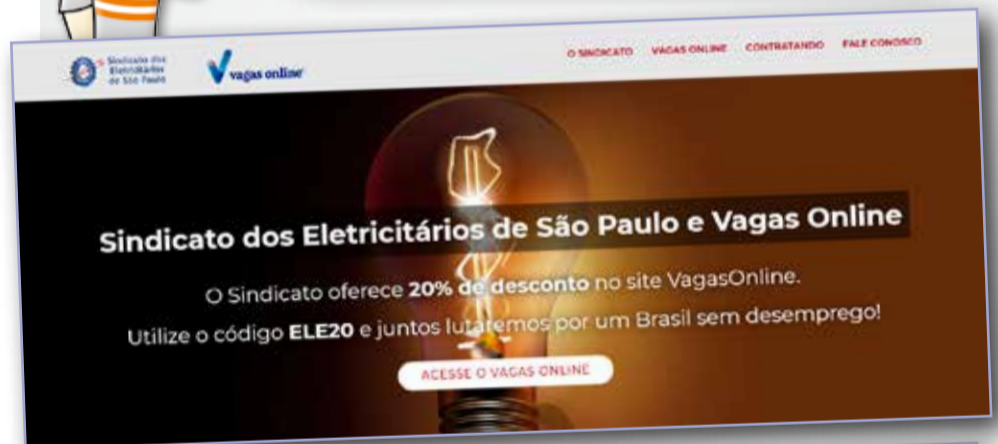 Sindicato dos
Eletricitários
de São Paulo
vagas online
O SINDICATO VAGAS ONLINE CONTRATANDO FALE CONOSCO
Sindicato dos Eletricitários de São Paulo e Vagas Online
O Sindicato oferece 20% de desconto no site VagasOnline.
Utilize o código ELE20 e juntos lutaremos por um Brasil sem desemprego!
ACESSE O VAGAS ONLINE